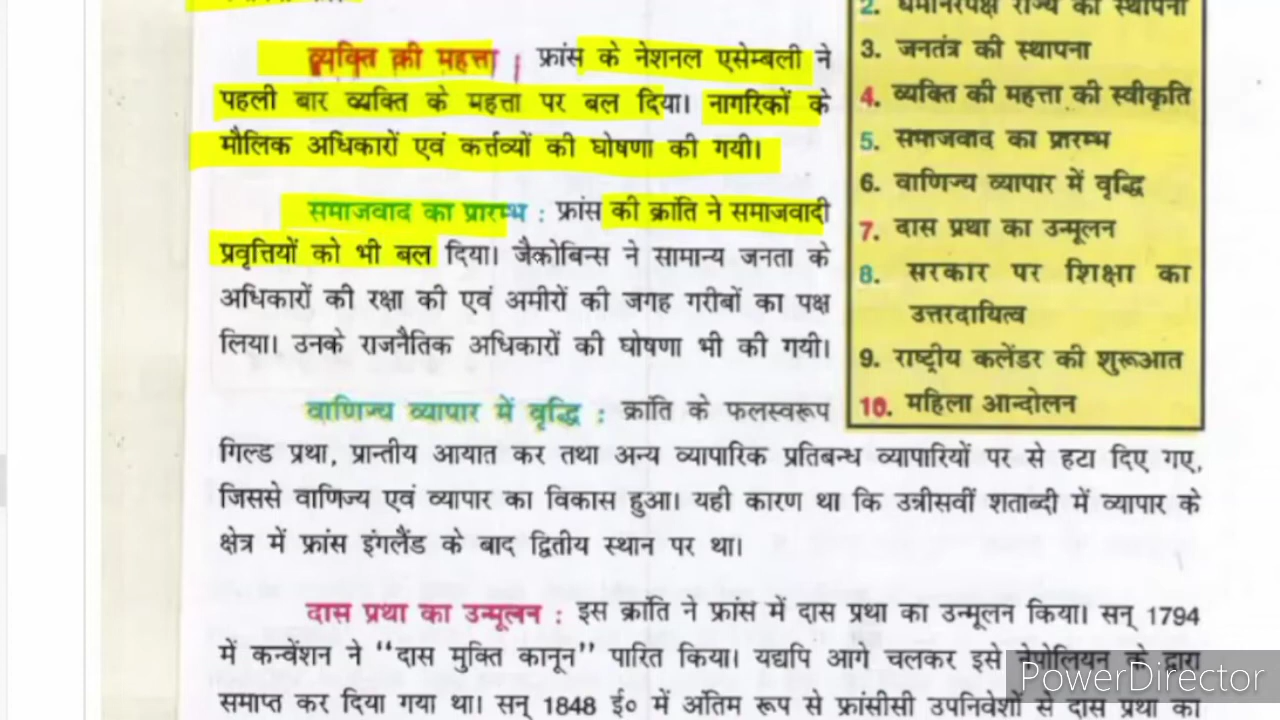 व्यक्ति की महत्ता : फ्रांस के नेशनल एसेम्बली ने
पहली बार व्यक्ति के महत्ता पर बल दिया। नागरिकों के
मौलिक अधिकारों एवं कर्त्तव्यों की घोषणा की गयी।
समाजवाद का प्रारम्भ : फ्रांस की क्रांति ने समाजवादी
प्रवृत्तियों को भी बल दिया। जैकोबिन्स ने सामान्य जनता के
अधिकारों की रक्षा की एवं अमीरों की जगह गरीबों का पक्ष
लिया। उनके राजनैतिक अधिकारों की घोषणा भी की गयी।
2. धर्मनिरपेक्ष राज्य की स्थापना
3. जनतंत्र की स्थापना
4. व्यक्ति की महत्ता की स्वीकृति
5. समाजवाद का प्रारम्भ
6. वाणिज्य व्यापार में वृद्धि
7. दास प्रथा का उन्मूलन
8. सरकार पर शिक्षा का
उत्तरदायित्व
9. राष्ट्रीय कलेंडर की शुरूआत
10. महिला आन्दोलन
वाणिज्य व्यापार में वृद्धि : क्रांति के फलस्वरूप
गिल्ड प्रथा, प्रान्तीय आयात कर तथा अन्य व्यापारिक प्रतिबन्ध व्यापारियों पर से हटा दिए गए,
जिससे वाणिज्य एवं व्यापार का विकास हुआ। यही कारण था कि उन्नीसवीं शताब्दी में व्यापार के
क्षेत्र में फ्रांस इंगलैंड के बाद द्वितीय स्थान पर था।
दास प्रथा का उन्मूलन : इस क्रांति ने फ्रांस में दास प्रथा का उन्मूलन किया। सन् 1794
में कन्वेंशन ने “दास मुक्ति कानून” पारित किया। यद्यपि आगे चलकर इसे नेपोलियन के द्वारा
समाप्त कर दिया गया था। सन् 1848 ई० में अंतिम रूप से फ्रांसीसी उपनिवेशों से दास प्रथा का
PowerDirector